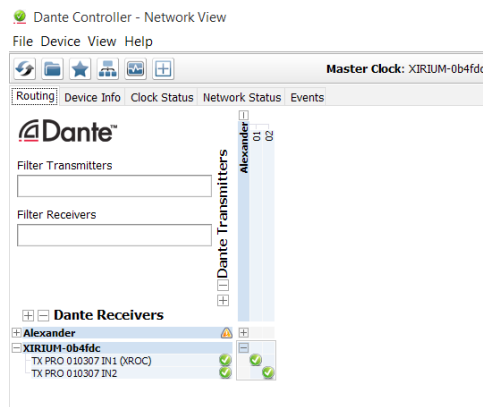 Dante Controller - Network View
File Device View Help
Master Clock: XIRIUM-0b4fdc
Routing Device Info Clock Status Network Status Events
Dante™
Filter Transmitters
Filter Receivers
Dante Transmitters
Alexander
01
02
Dante Receivers
Alexander
XIRIUM-0b4fdc
TX PRO 010307 IN1 (XROC)
TX PRO 010307 IN2